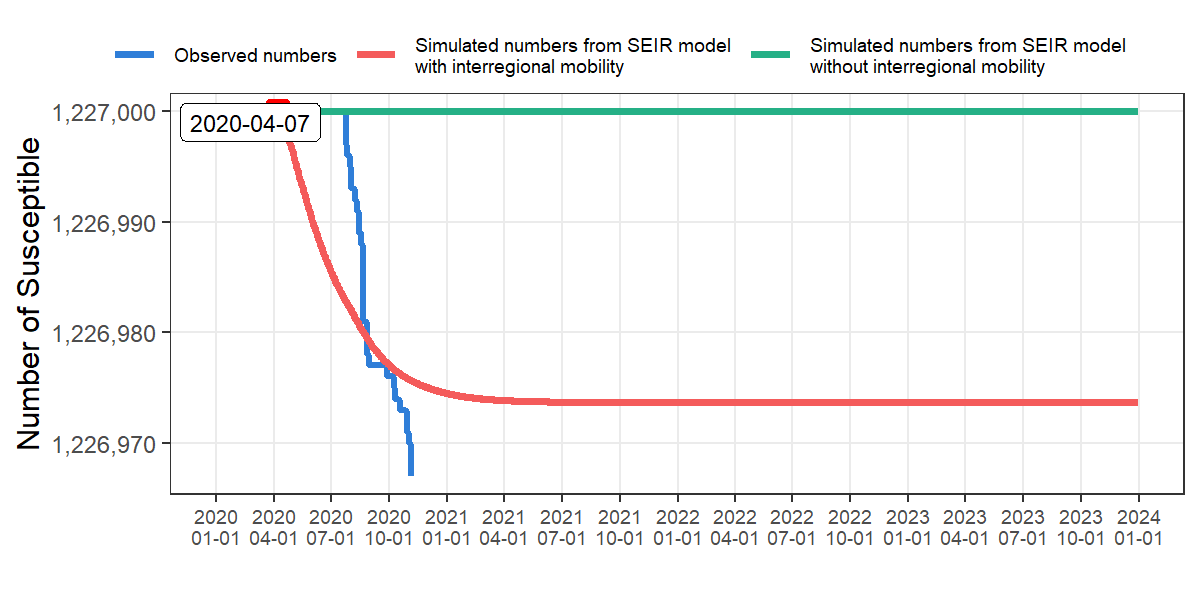 Observed numbers
Simulated numbers from SEIR model
with interregional mobility
Simulated numbers from SEIR model
without interregional mobility
Number of Susceptible
1,227,000
1,226,990
1,226,980
1,226,970
2020-04-07
2020 2020 2020 2020 2021 2021 2021 2021 2022 2022 2022 2022 2023 2023 2023 2023 2024
01-01 04-01 07-01 10-01 01-01 04-01 07-01 10-01 01-01 04-01 07-01 10-01 01-01 04-01 07-01 10-01 01-01